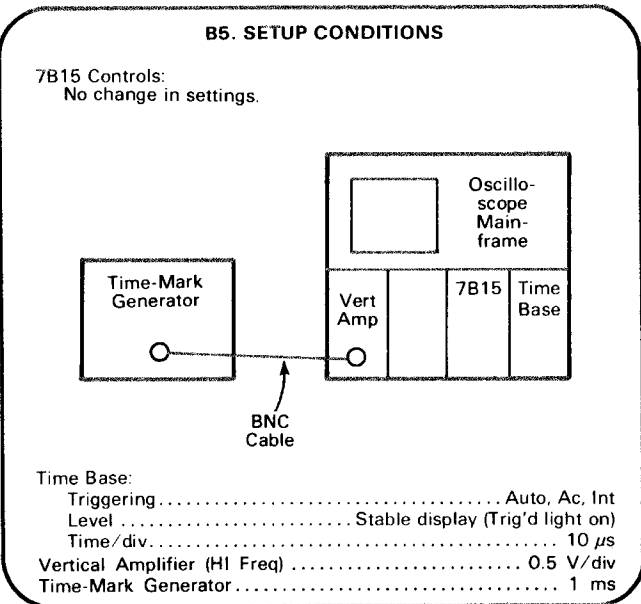 B5. SETUP CONDITIONS
7B15 Controls:
No change in settings.
Oscillo-
scope
Main-
frame
Time-Mark
Generator
Vert
Amp
7B15
Time
Base
BNC
Cable
Time Base:
Triggering........................................Auto, Ac, Int
Level ...........................Stable display (Trig'd light on)
Time/div.................................................. 10 μs
Vertical Amplifier (HI Freq) ........................... 0.5 V/div
Time-Mark Generator.................................... 1 ms